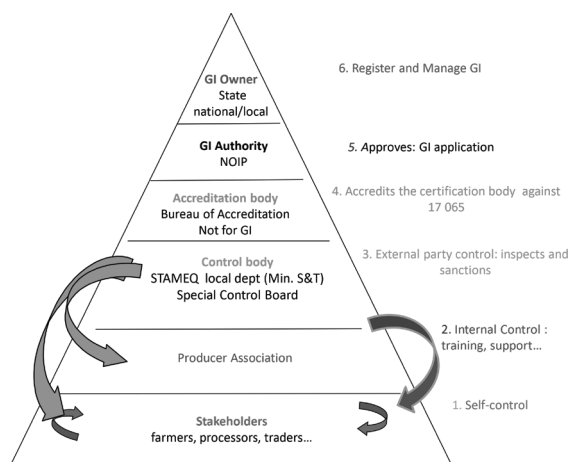 GI Owner
State
national/local
6. Register and Manage GI
GI Authority
NOIP
5. Approves: GI application
Accreditation body
Bureau of Accreditation
Not for GI
4. Accredits the certification body against
17 065
Control body
STAMEQ local dept (Min. S&T)
Special Control Board
3. External party control: inspects and
sanctions
Producer Association
2. Internal Control :
training, support...
Stakeholders
farmers, processors, traders...
1. Self-control